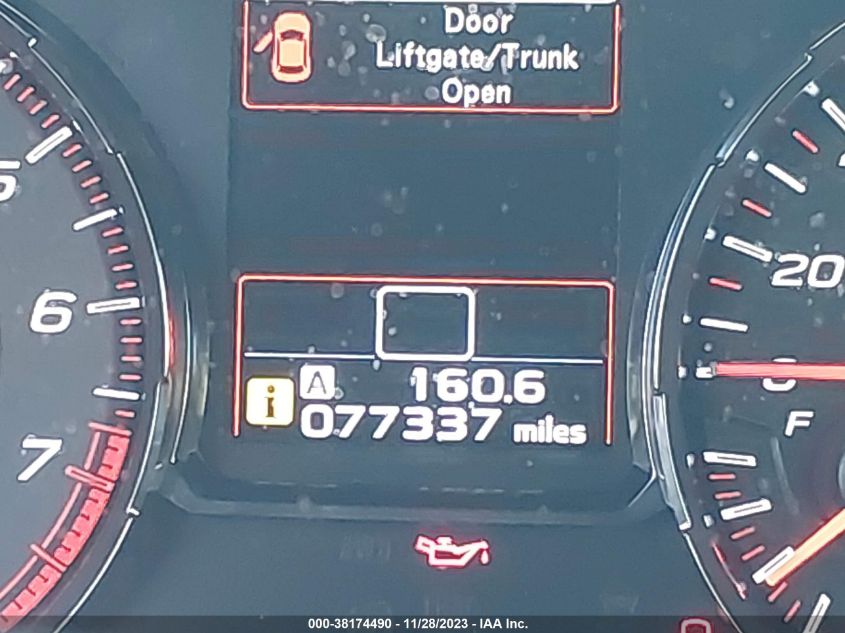 Door
Liftgate/Trunk
Open
5
6
7
20
0
F
A 160.6
i 077337 miles
000-38174490 - 11/28/2023 - IAA Inc.